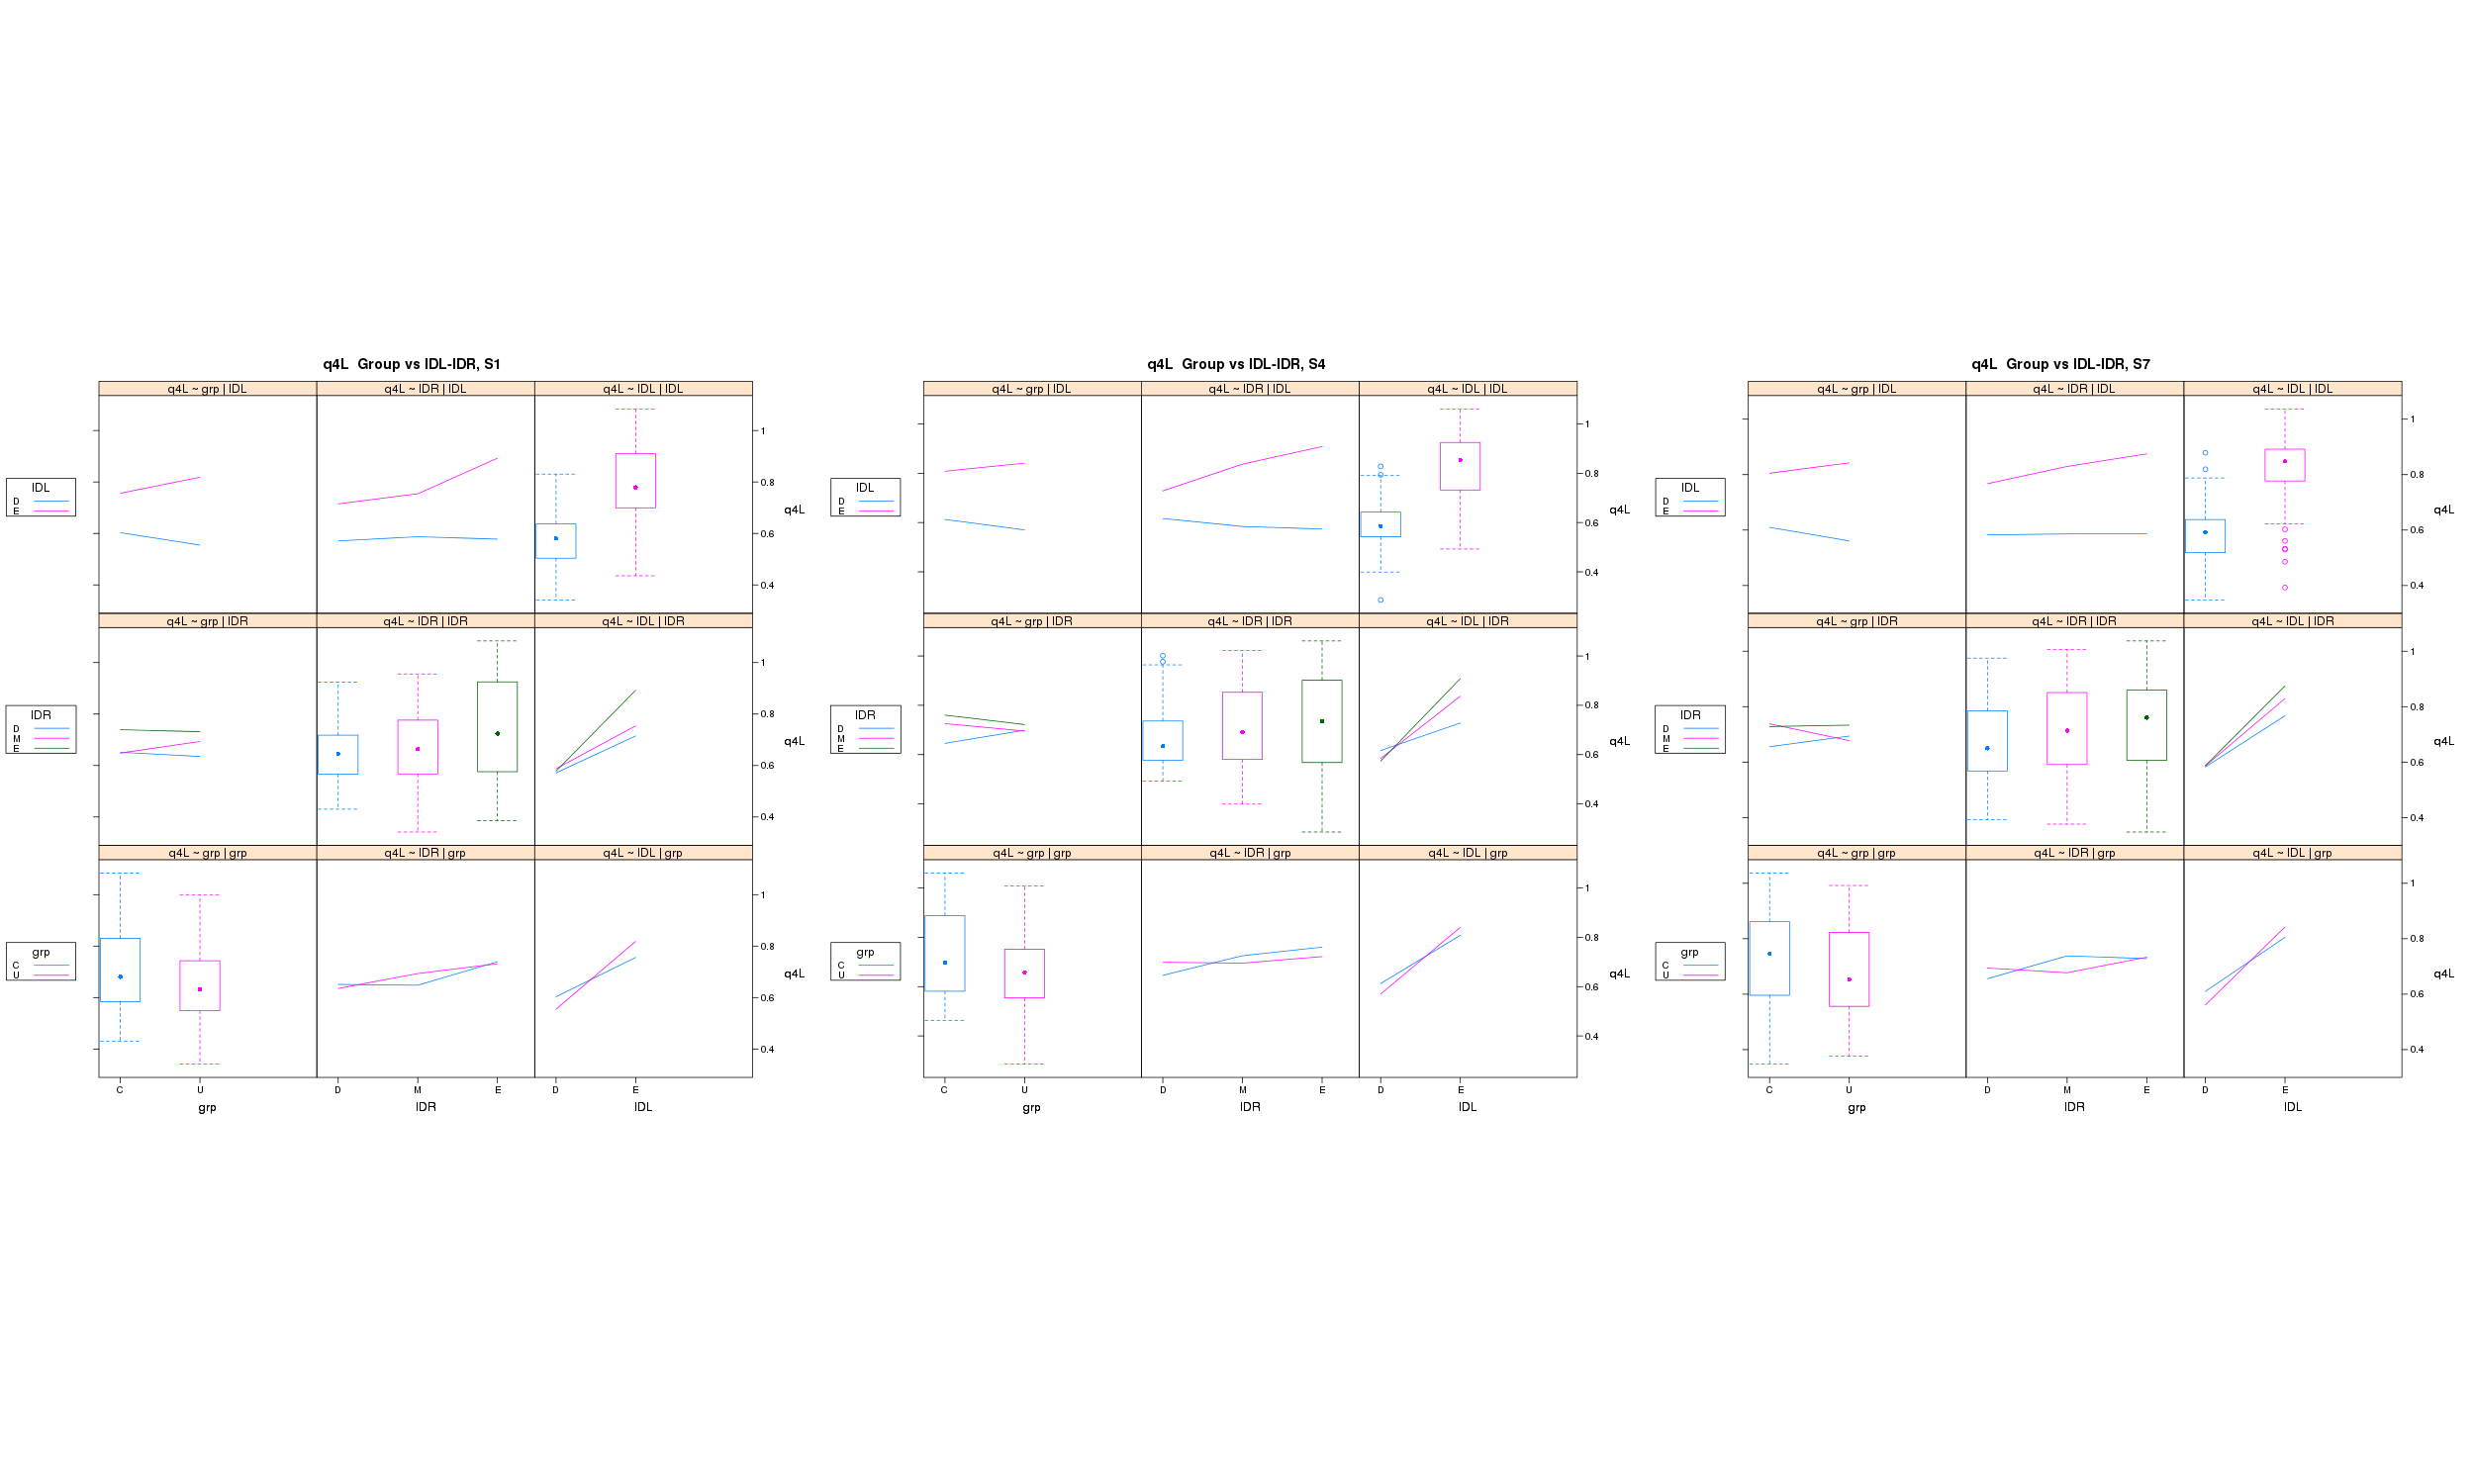 q4L Group vs IDL-IDR, S1
q4L ~ grp | IDL
q4L ~ IDR | IDL
q4L ~ IDL | IDL
IDL
D
E
1
0.8
0.6
0.4
q4L
q4L ~ grp | IDR
q4L ~ IDR | IDR
q4L ~ IDL | IDR
IDR
D
M
E
1
0.8
0.6
0.4
q4L
q4L ~ grp | grp
q4L ~ IDR | grp
q4L ~ IDL | grp
grp
C
U
1
0.8
0.6
0.4
q4L
C U D M E D E
grp IDR IDL
q4L Group vs IDL-IDR, S4
q4L ~ grp | IDL
q4L ~ IDR | IDL
q4L ~ IDL | IDL
IDL
D
E
1
0.8
0.6
0.4
q4L
q4L ~ grp | IDR
q4L ~ IDR | IDR
q4L ~ IDL | IDR
IDR
D
M
E
1
0.8
0.6
0.4
q4L
q4L ~ grp | grp
q4L ~ IDR | grp
q4L ~ IDL | grp
grp
C
U
1
0.8
0.6
0.4
q4L
C U D M E D E
grp IDR IDL
q4L Group vs IDL-IDR, S7
q4L ~ grp | IDL
q4L ~ IDR | IDL
q4L ~ IDL | IDL
IDL
D
E
1
0.8
0.6
0.4
q4L
q4L ~ grp | IDR
q4L ~ IDR | IDR
q4L ~ IDL | IDR
IDR
D
M
E
1
0.8
0.6
0.4
q4L
q4L ~ grp | grp
q4L ~ IDR | grp
q4L ~ IDL | grp
grp
C
U
1
0.8
0.6
0.4
q4L
C U D M E D E
grp IDR IDL